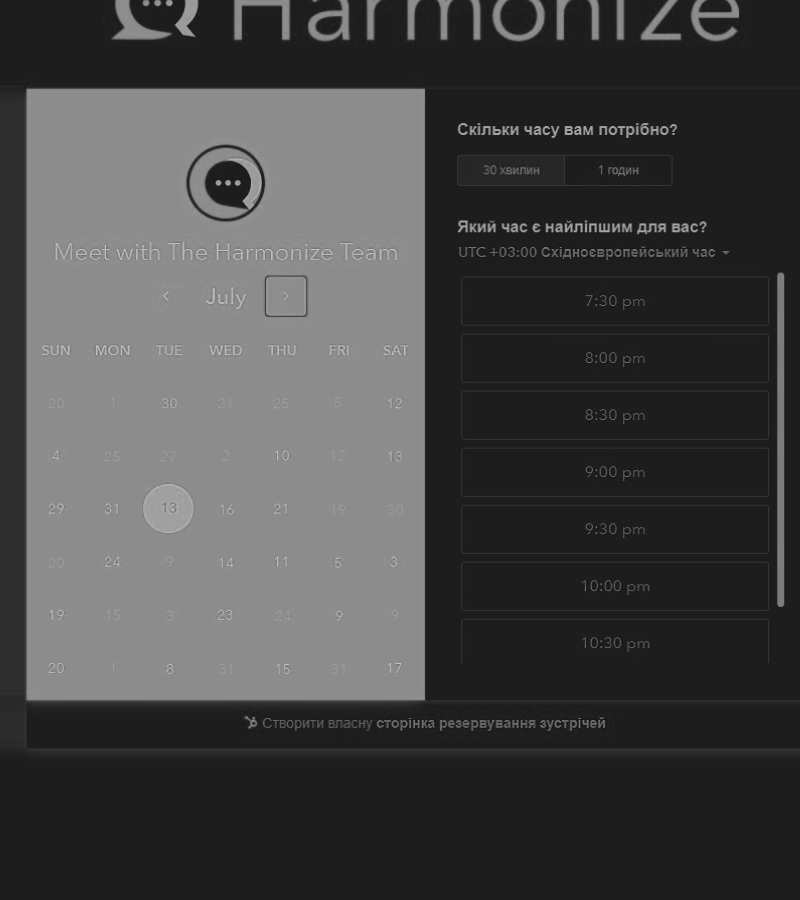 Harmonize
Meet with The Harmonize Team
July
SUN MON TUE WED THU FRI SAT
20 1 30 21 25 5 12
4 25 27 2 10 12 13
29 31 13 16 21 19 30
20 24 9 14 11 5 3
19 15 3 23 24 9 9
20 1 8 31 15 31 17
Скільки часу вам потрібно?
30 хвилин 1 годин
Який час є найліпшим для вас?
UTC +03:00 Східноєвропейський час
7:30 pm
8:00 pm
8:30 pm
9:00 pm
9:30 pm
10:00 pm
10:30 pm
Створити власну сторінка резервування зустрічей